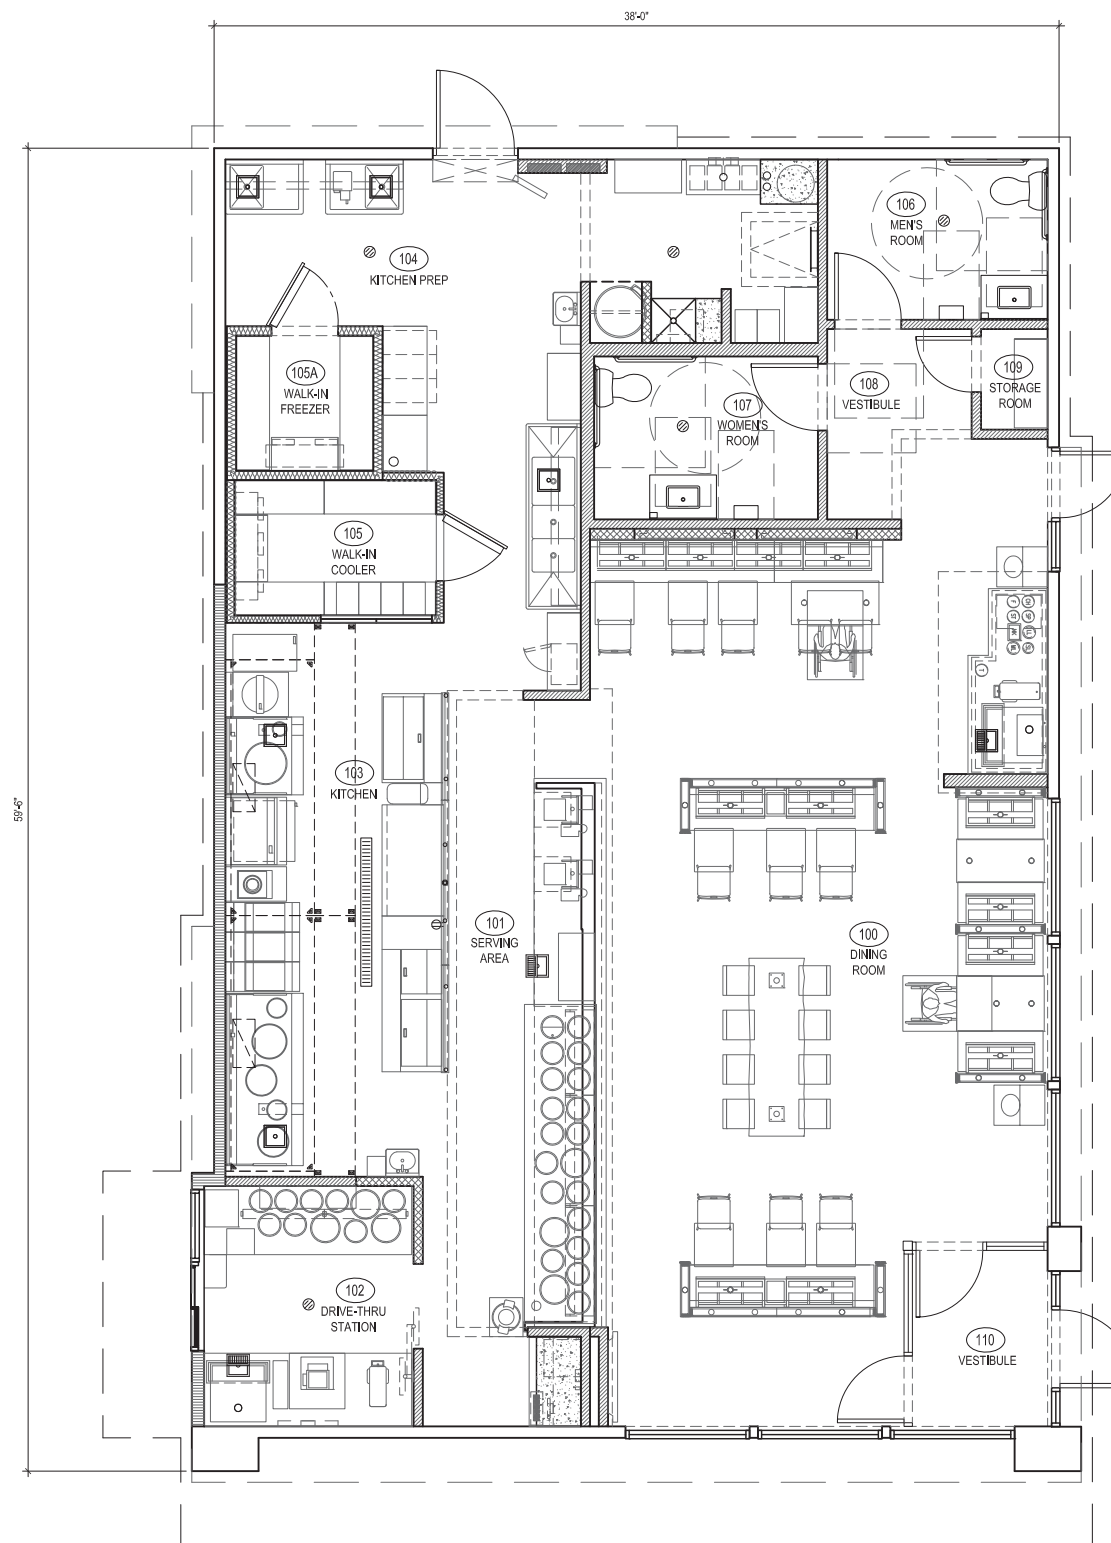 38'-0"
59'-6"
106
MEN'S
ROOM
104
KITCHEN PREP
105A
WALK-IN
FREEZER
109
STORAGE
ROOM
108
VESTIBULE
107
WOMEN'S
ROOM
105
WALK-IN
COOLER
103
KITCHEN
101
SERVING
AREA
100
DINING
ROOM
102
DRIVE-THRU
STATION
110
VESTIBULE